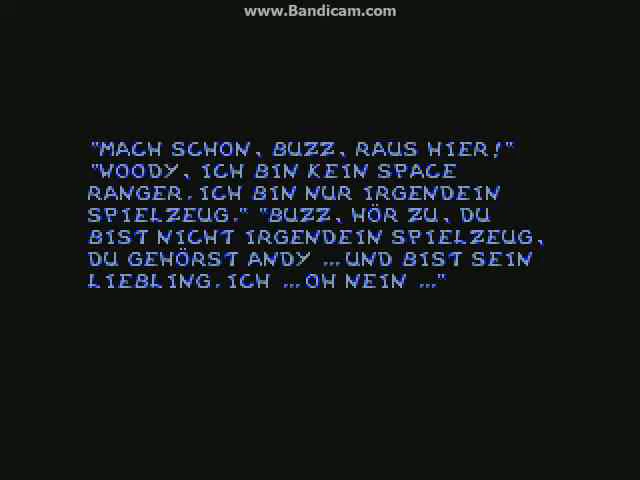 www.Bandicam.com
"MACH SCHON, BUZZ, RAUS HIER!"
"WOODY, ICH BIN KEIN SPACE
RANGER. ICH BIN NUR IRGENDEIN
SPIELZEUG." "BUZZ, HÖR ZU, DU
BIST NICHT IRGENDEIN SPIELZEUG,
DU GEHÖRST ANDY ...UND BIST SEIN
LIEBLING. ICH ...OH NEIN ..."